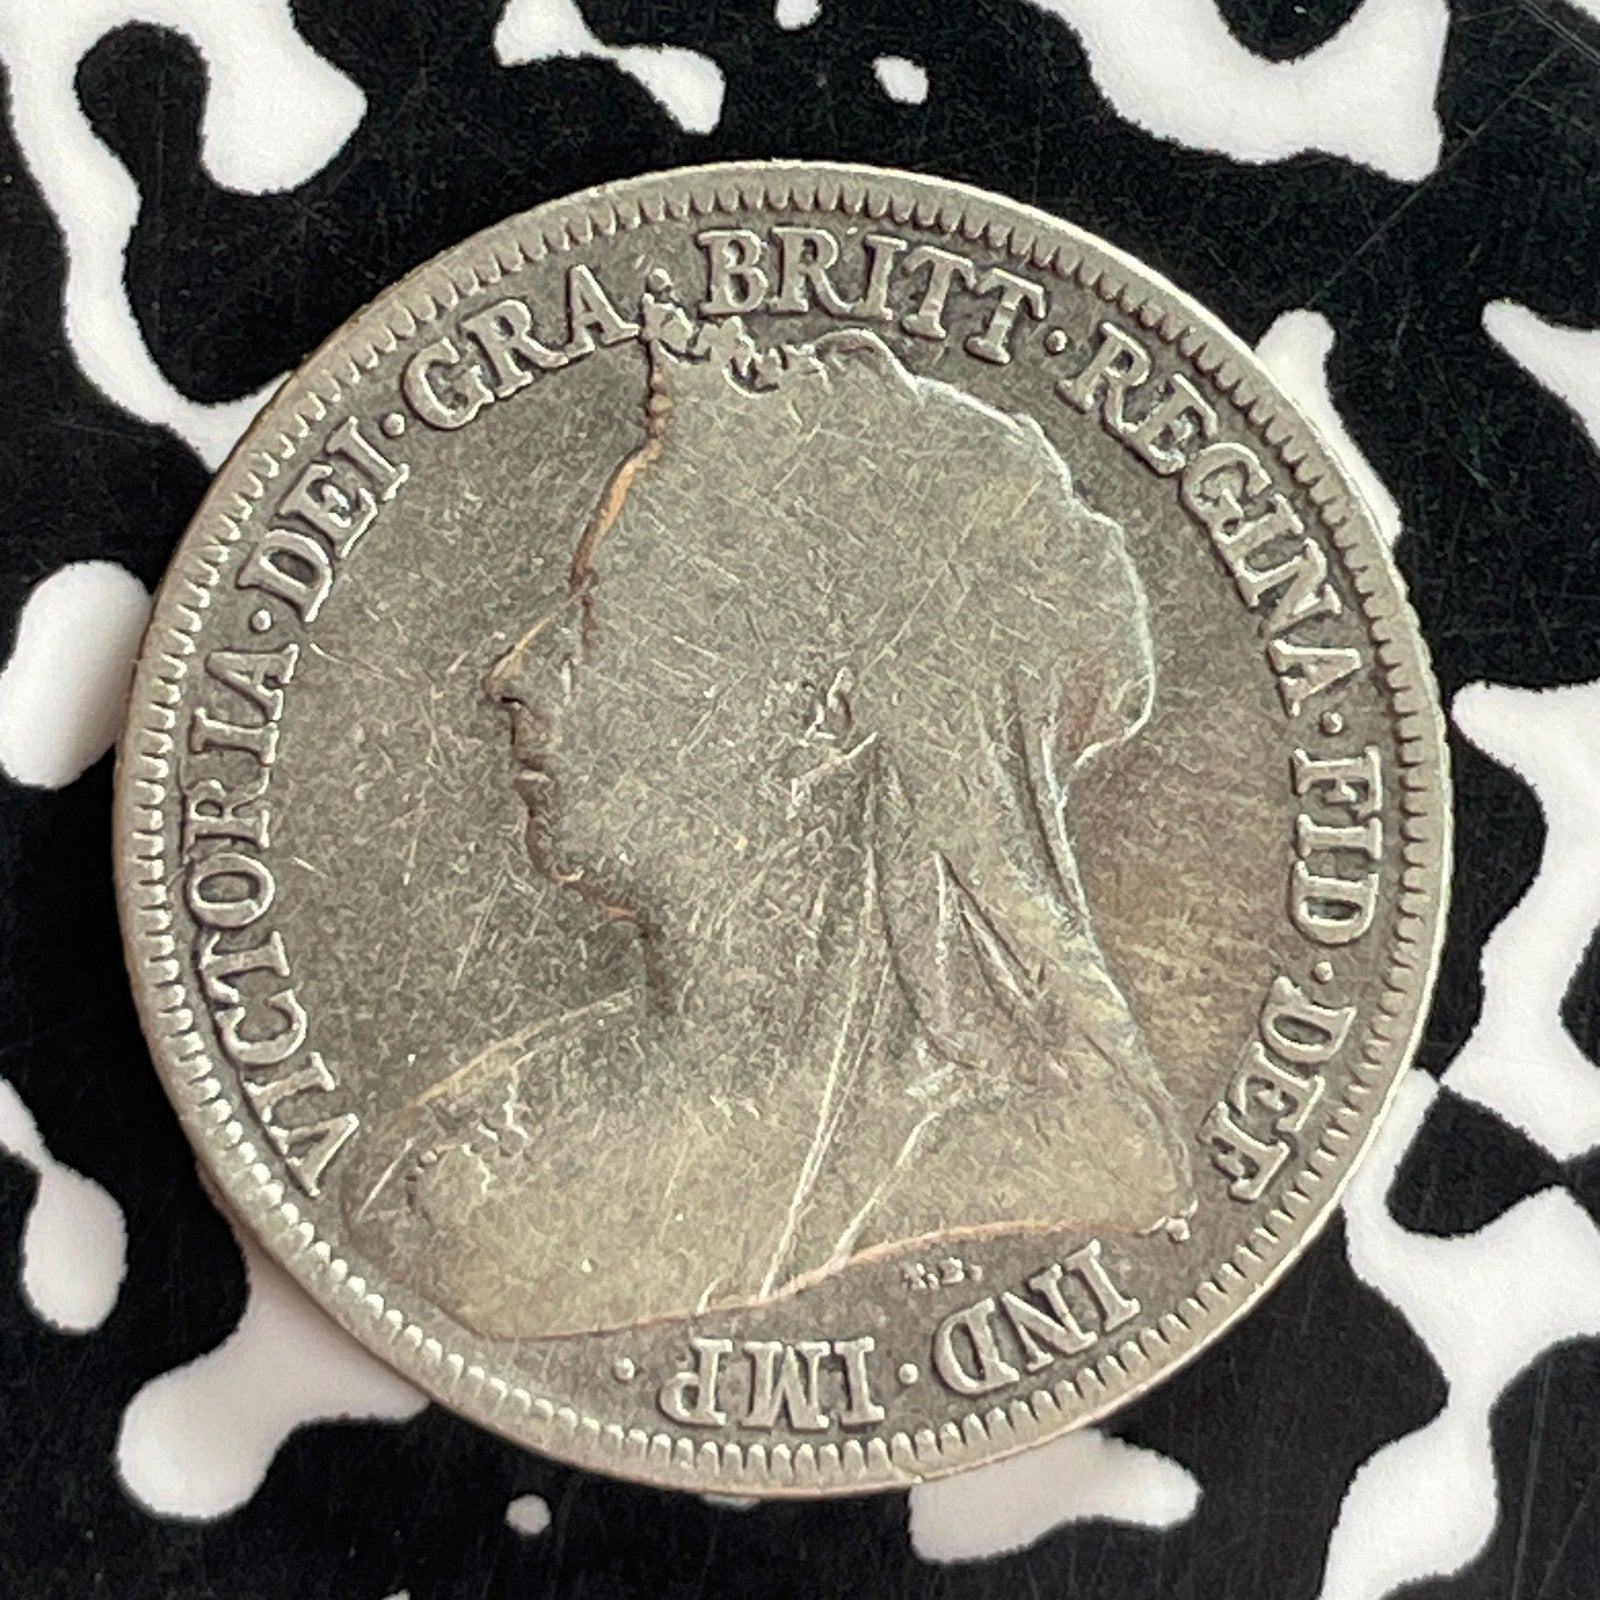 VICTORIA · DEI · GRA · BRITT · REGINA · FID · DEF · IND · IMP ·
T.B.